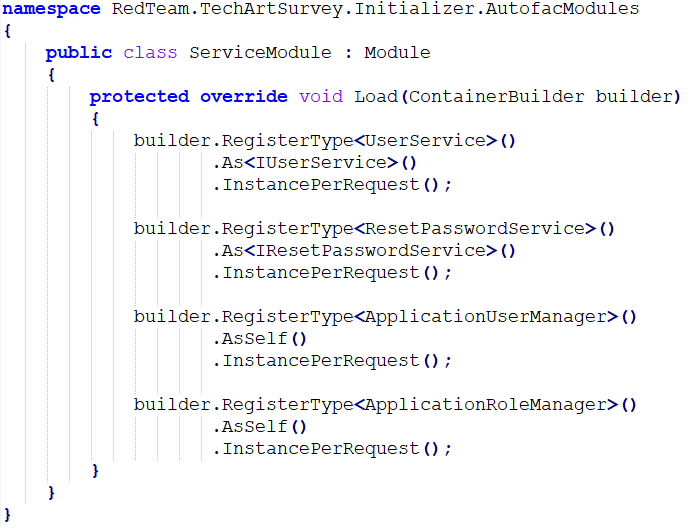 namespace RedTeam.TechArtSurvey.Initializer.AutofacModules
{
    public class ServiceModule : Module
    {
        protected override void Load(ContainerBuilder builder)
        {
            builder.RegisterType<UserService>()
                   .As<IUserService>()
                   .InstancePerRequest();

            builder.RegisterType<ResetPasswordService>()
                   .As<IResetPasswordService>()
                   .InstancePerRequest();

            builder.RegisterType<ApplicationUserManager>()
                   .AsSelf()
                   .InstancePerRequest();

            builder.RegisterType<ApplicationRoleManager>()
                   .AsSelf()
                   .InstancePerRequest();
        }
    }
}